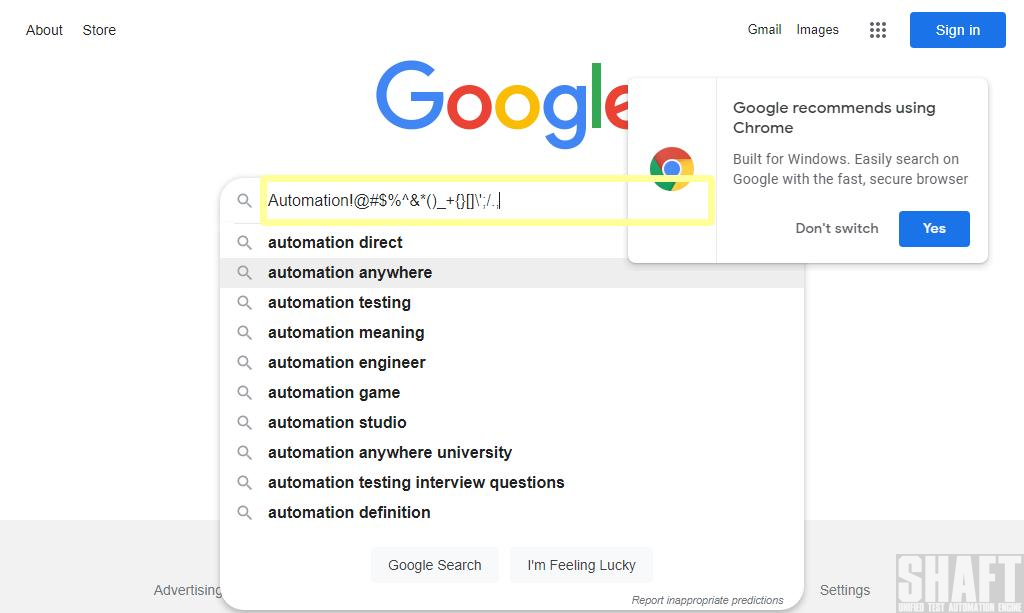 About Store
Gmail Images
Sign in
Google
Google recommends using
Chrome
Built for Windows. Easily search on
Google with the fast, secure browser
Don't switch
Yes
Automation!@#$%^&*()_+{}[]\';/.,
automation direct
automation anywhere
automation testing
automation meaning
automation engineer
automation game
automation studio
automation anywhere university
automation testing interview questions
automation definition
Google Search
I'm Feeling Lucky
Report inappropriate predictions
Advertising
Settings
SHAFT
UNIFIED TEST AUTOMATION ENGINE